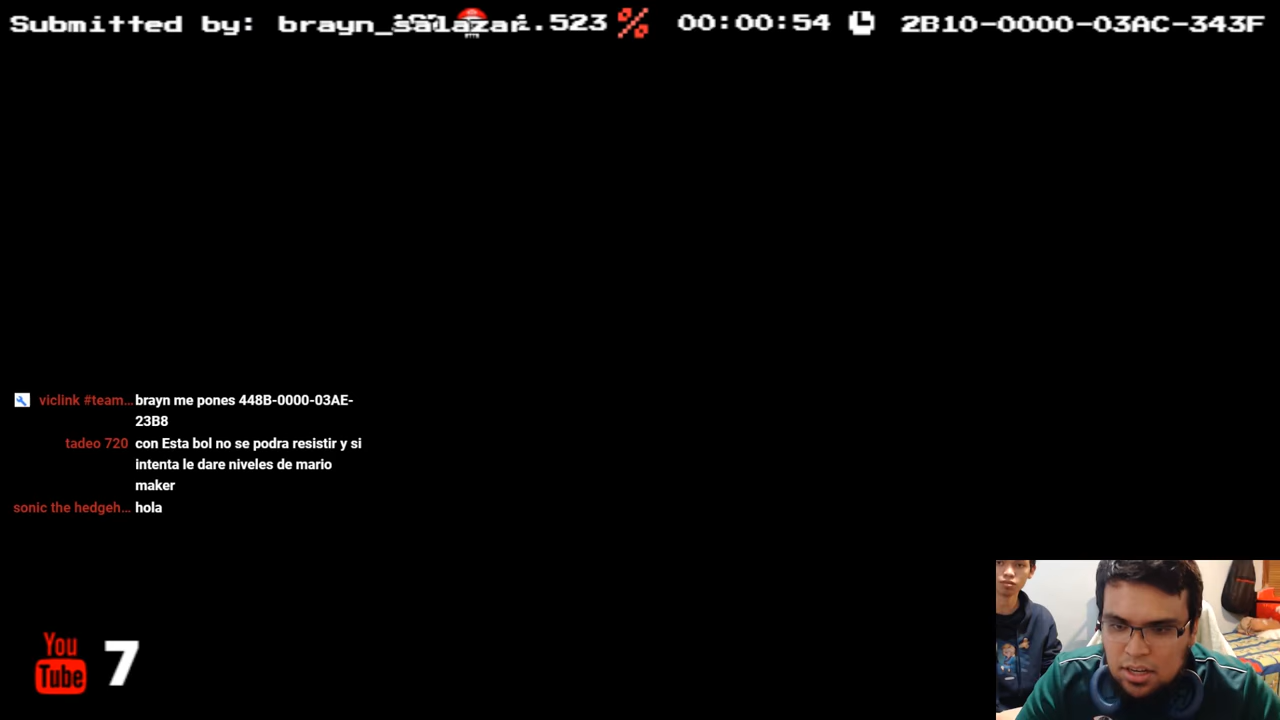 Submitted by: brayn_salazar .523 % 00:00:54 2B10-0000-03AC-343F
viclink #team... brayn me pones 448B-0000-03AE-
23B8
tadeo 720 con Esta bol no se podra resistir y si
intenta le dare niveles de mario
maker
sonic the hedgeh... hola
You
Tube 7